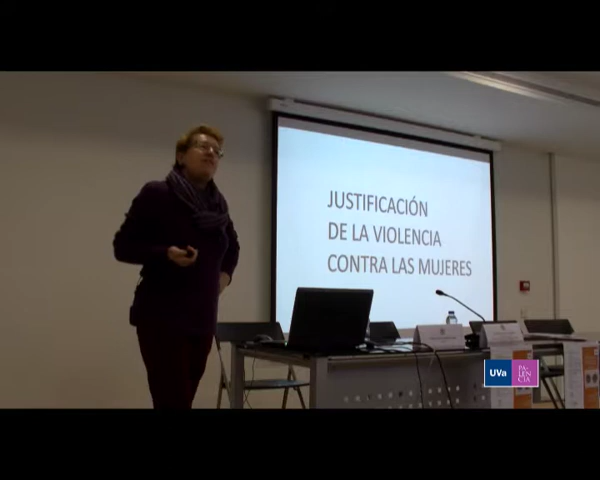 JUSTIFICACIÓN
DE LA VIOLENCIA
CONTRA LAS MUJERES
UVa
PA-
LEN
CIA